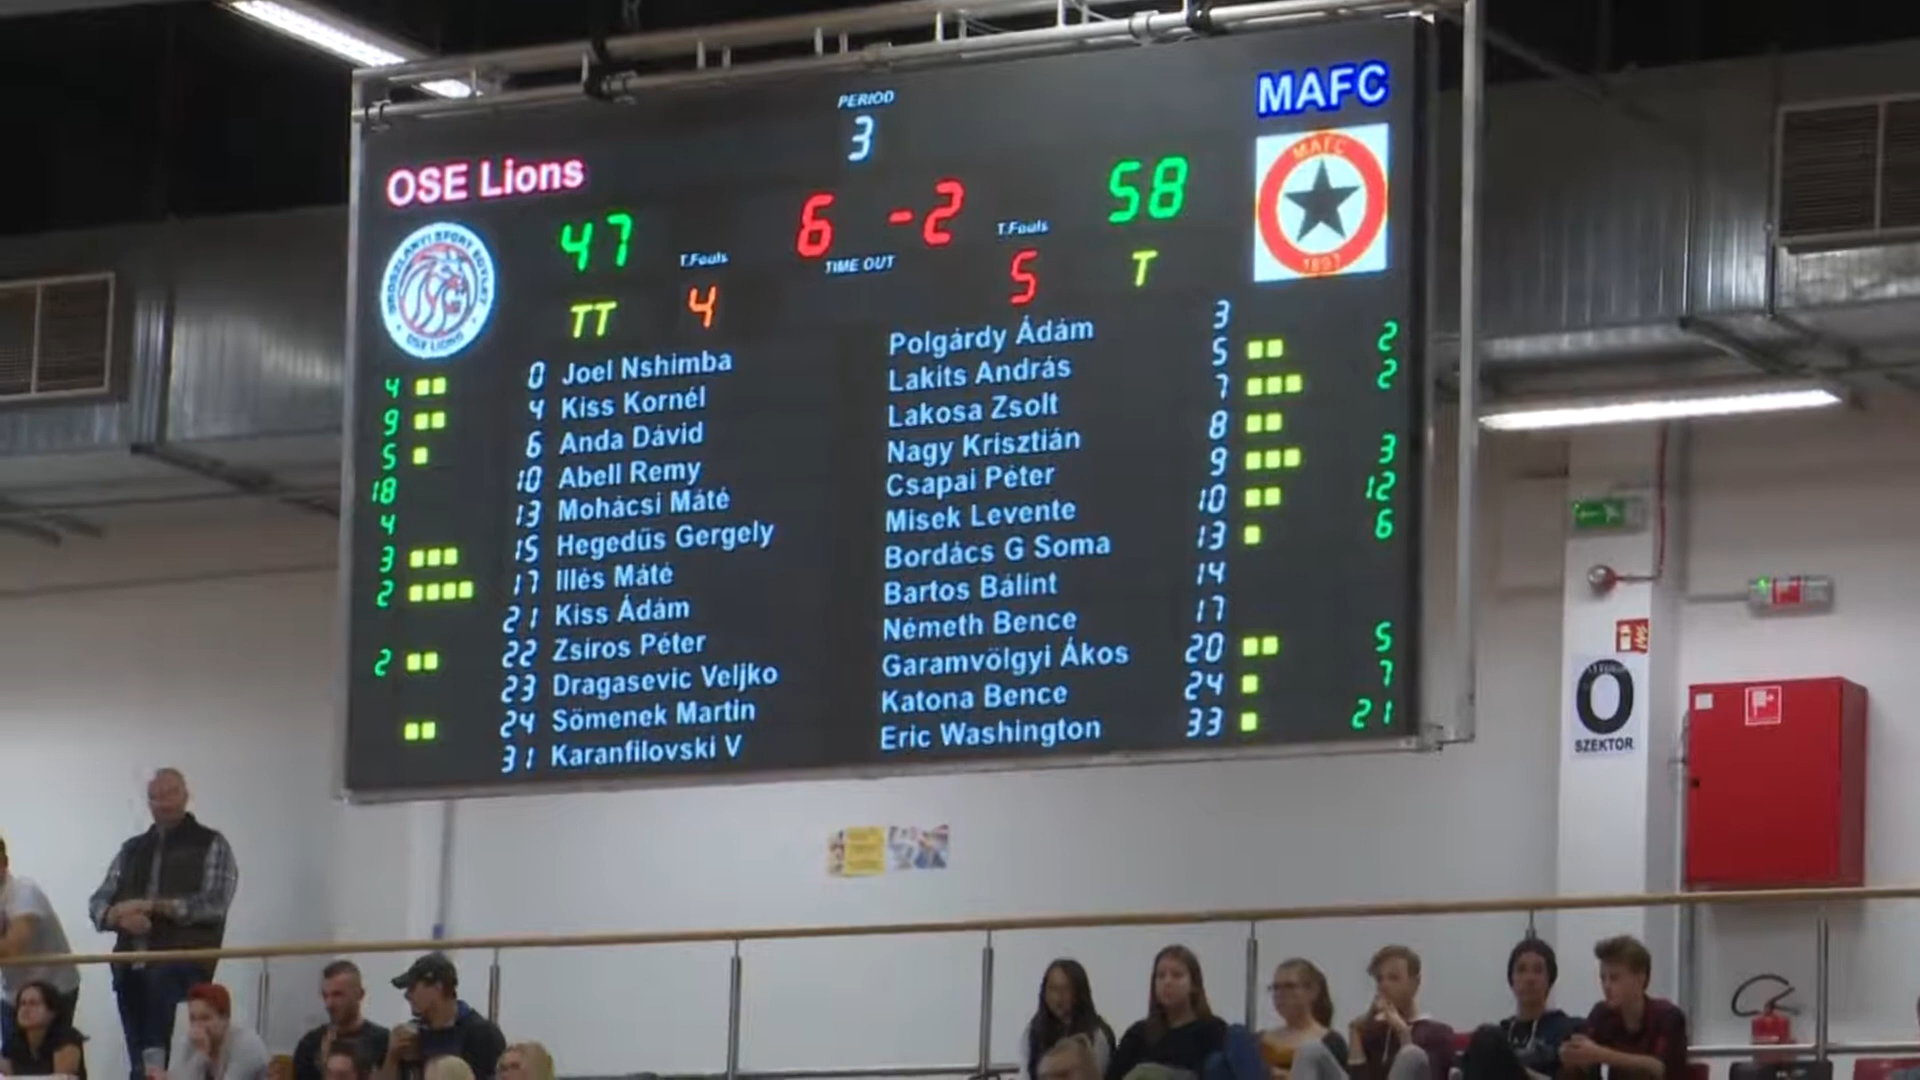 PERIOD
3
OSE Lions
MAFC
47
6 -2
58
T.Fouls
TIME OUT
T.Fouls
TT
4
5
T
OSE LIONS
MAFC
1897
4 0 Joel Nshimba
9 4 Kiss Kornél
5 6 Anda Dávid
18 10 Abell Remy
4 13 Mohácsi Máté
3 15 Hegedűs Gergely
2 17 Illés Máté
21 Kiss Ádám
2 22 Zsíros Péter
23 Dragasevic Veljko
24 Sömenek Martin
31 Karanfilovski V
Polgárdy Ádám 3
Lakits András 5 2
Lakosa Zsolt 7 2
Nagy Krisztián 8
Csapai Péter 9 3
Misek Levente 10 12
Bordács G Soma 13 6
Bartos Bálint 14
Németh Bence 17
Garamvölgyi Ákos 20 5
Katona Bence 24 7
Eric Washington 33 21
O
SZEKTOR